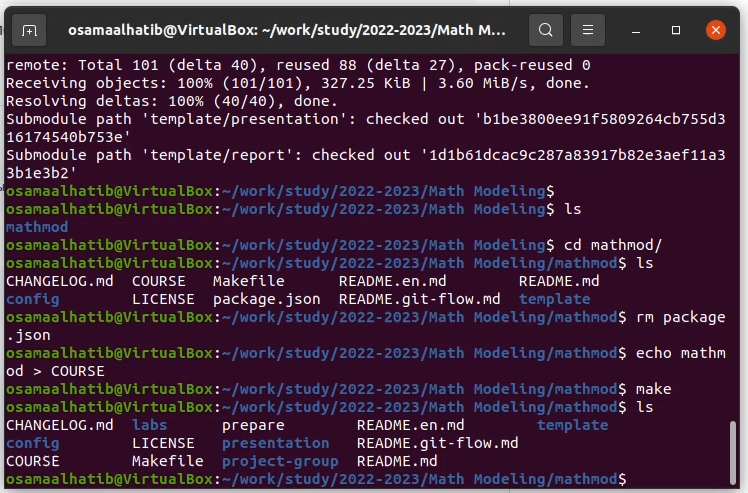 osamaalhatib@VirtualBox: ~/work/study/2022-2023/Math M...
remote: Total 101 (delta 40), reused 88 (delta 27), pack-reused 0
Receiving objects: 100% (101/101), 327.25 KiB | 3.60 MiB/s, done.
Resolving deltas: 100% (40/40), done.
Submodule path 'template/presentation': checked out 'b1be3800ee91f5809264cb755d3
16174540b753e'
Submodule path 'template/report': checked out '1d1b61dcac9c287a83917b82e3aef11a3
3b1e3b2'
osamaalhatib@VirtualBox:~/work/study/2022-2023/Math Modeling$
osamaalhatib@VirtualBox:~/work/study/2022-2023/Math Modeling$ ls
mathmod
osamaalhatib@VirtualBox:~/work/study/2022-2023/Math Modeling$ cd mathmod/
osamaalhatib@VirtualBox:~/work/study/2022-2023/Math Modeling/mathmod$ ls
CHANGELOG.md  COURSE   Makefile      README.en.md        README.md
config        LICENSE  package.json  README.git-flow.md  template
osamaalhatib@VirtualBox:~/work/study/2022-2023/Math Modeling/mathmod$ rm package
.json
osamaalhatib@VirtualBox:~/work/study/2022-2023/Math Modeling/mathmod$ echo mathm
od > COURSE
osamaalhatib@VirtualBox:~/work/study/2022-2023/Math Modeling/mathmod$ make
osamaalhatib@VirtualBox:~/work/study/2022-2023/Math Modeling/mathmod$ ls
CHANGELOG.md  labs      prepare        README.en.md        template
config        LICENSE   presentation   README.git-flow.md
COURSE        Makefile  project-group  README.md
osamaalhatib@VirtualBox:~/work/study/2022-2023/Math Modeling/mathmod$